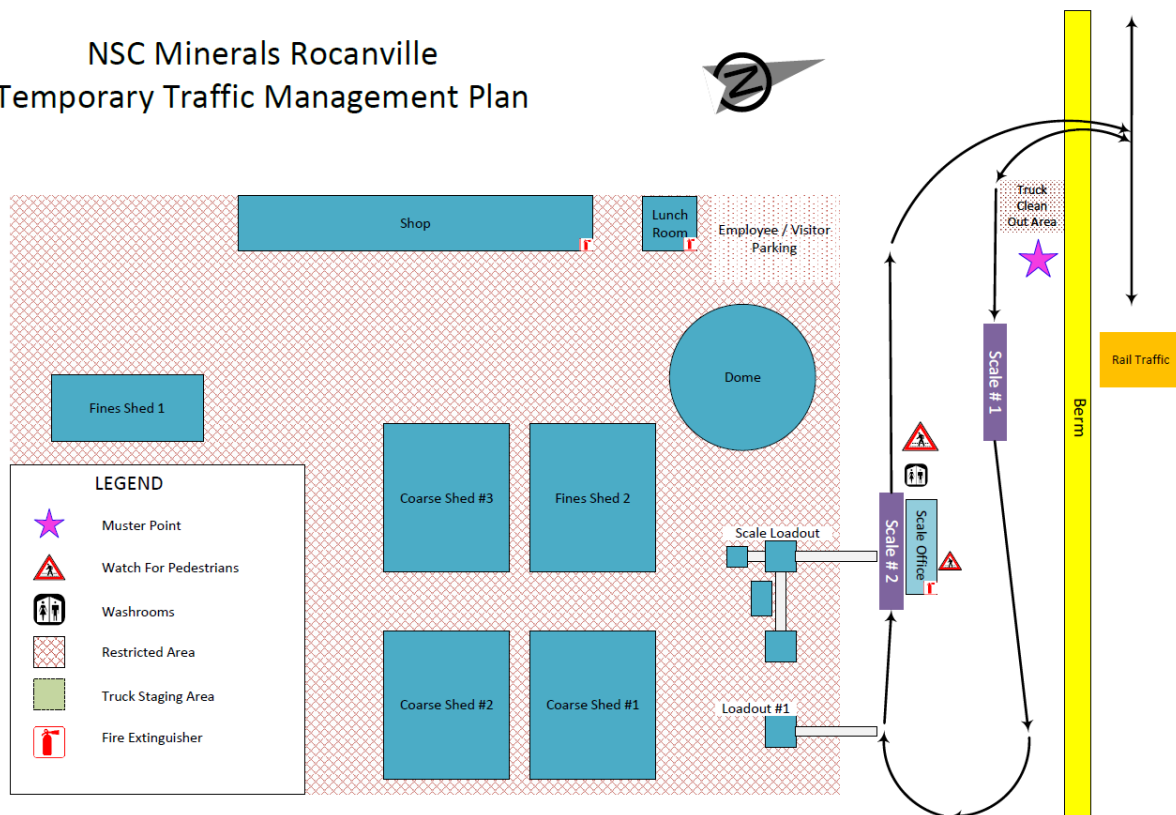 NSC Minerals Rocanville
Temporary Traffic Management Plan
N
Shop
Lunch
Room
Employee / Visitor
Parking
Truck
Clean
Out Area
Rail Traffic
Dome
Scale # 1
Berm
Fines Shed 1
Coarse Shed #3
Fines Shed 2
Scale Loadout
Scale # 2
Scale Office
Coarse Shed #2
Coarse Shed #1
Loadout #1
LEGEND
Muster Point
Watch For Pedestrians
Washrooms
Restricted Area
Truck Staging Area
Fire Extinguisher